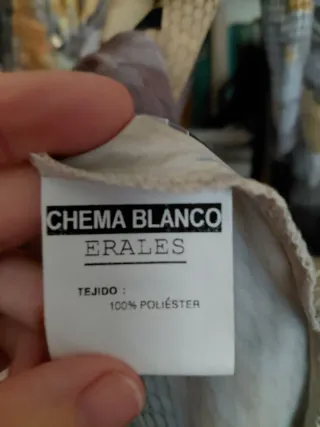 CHEMA BLANCO
ERALES
TEJIDO :
100% POLIÉSTER